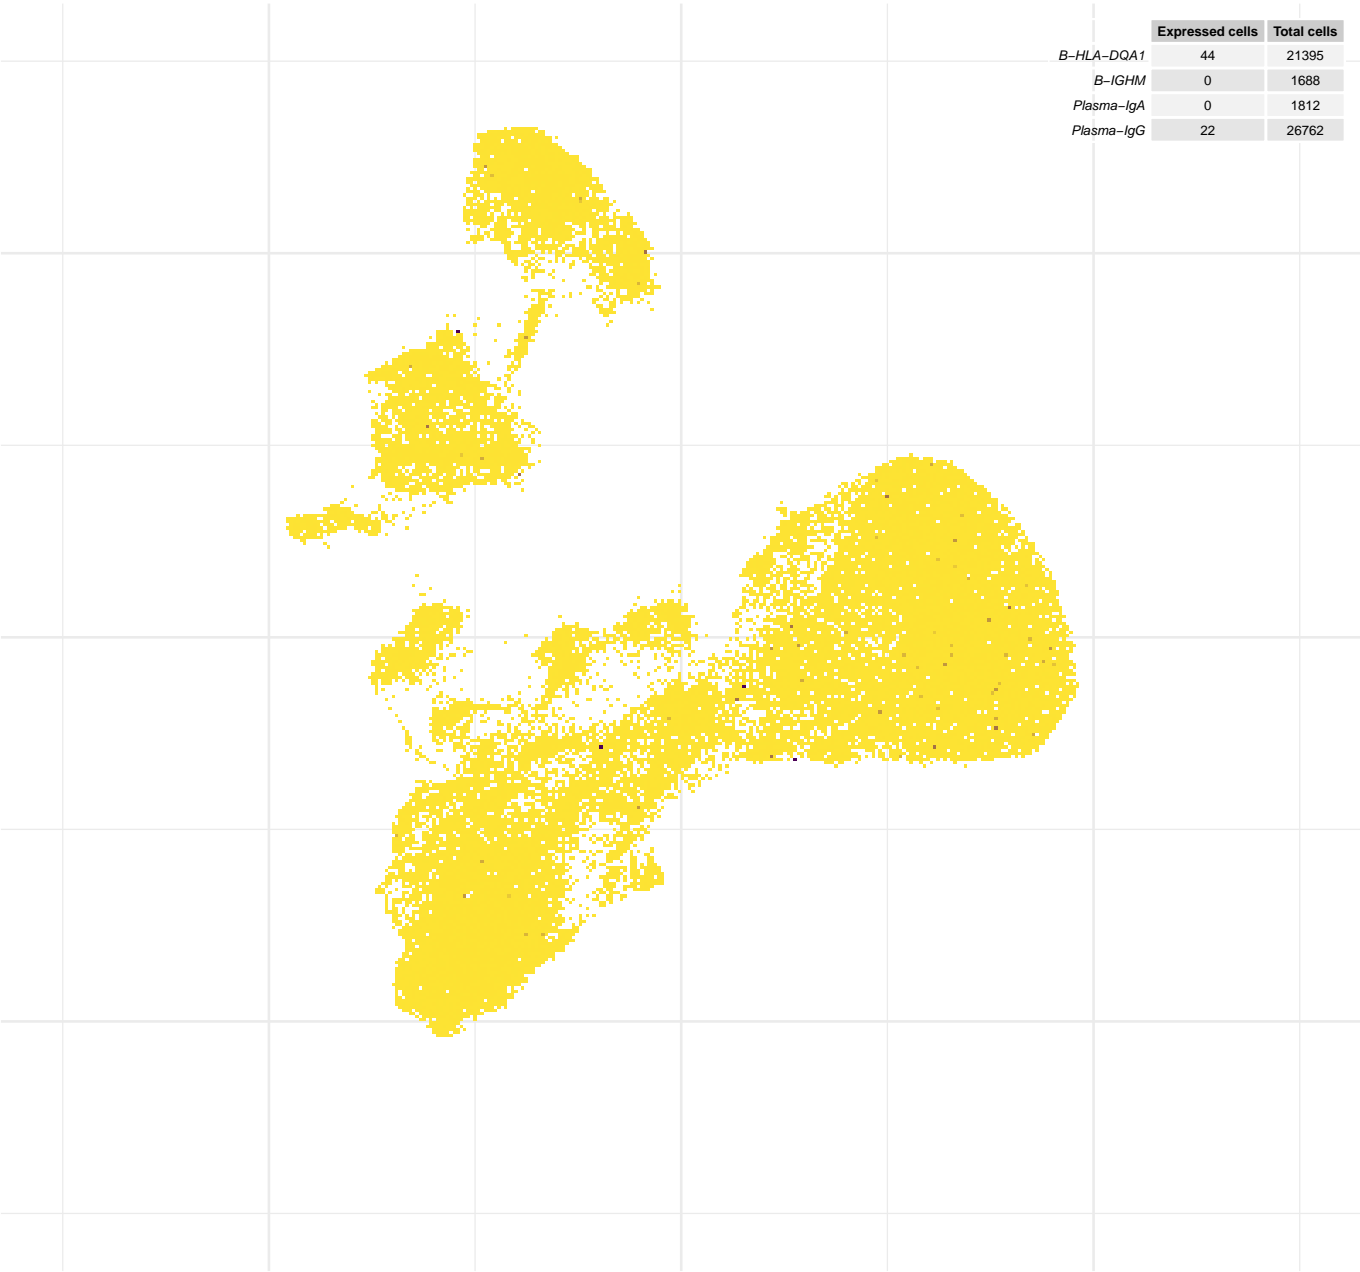 Expressed cells Total cells
B−HLA−DQA1 44 21395
B−IGHM 0 1688
Plasma−IgA 0 1812
Plasma−IgG 22 26762